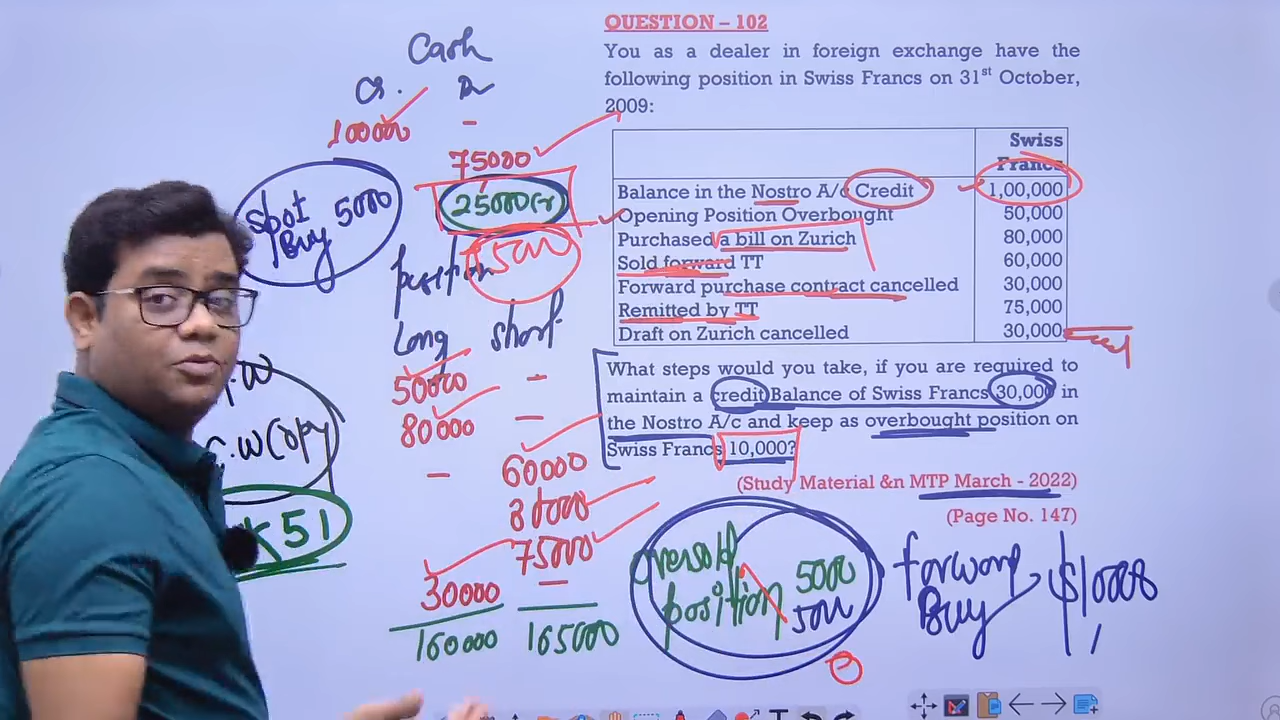 QUESTION – 102
You as a dealer in foreign exchange have the
following position in Swiss Francs on 31st October,
2009:
Swiss
Francs
Balance in the Nostro A/c Credit 1,00,000
Opening Position Overbought 50,000
Purchased a bill on Zurich 80,000
Sold forward TT 60,000
Forward purchase contract cancelled 30,000
Remitted by TT 75,000
Draft on Zurich cancelled 30,000
What steps would you take, if you are required to
maintain a credit Balance of Swiss Francs 30,000 in
the Nostro A/c and keep as overbought position on
Swiss Francs 10,000?
(Study Material &n MTP March - 2022)
(Page No. 147)
Cash
Cr. Dr
100000 -
75000
25000 Cr
5000
Spot 5000
Buy
position
Long short
50000 -
80000 -
- 60000
30000
75000
30000 -
160000 165000
oversold
position 5000
5000
Forward
Buy
.W
C.W Copy
K51